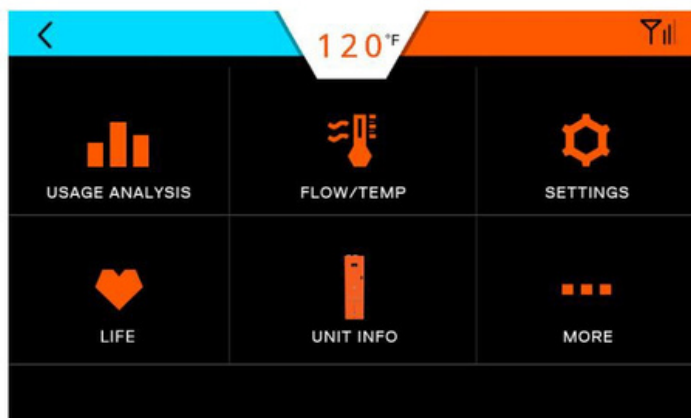 120°F
USAGE ANALYSIS
FLOW/TEMP
SETTINGS
LIFE
UNIT INFO
MORE